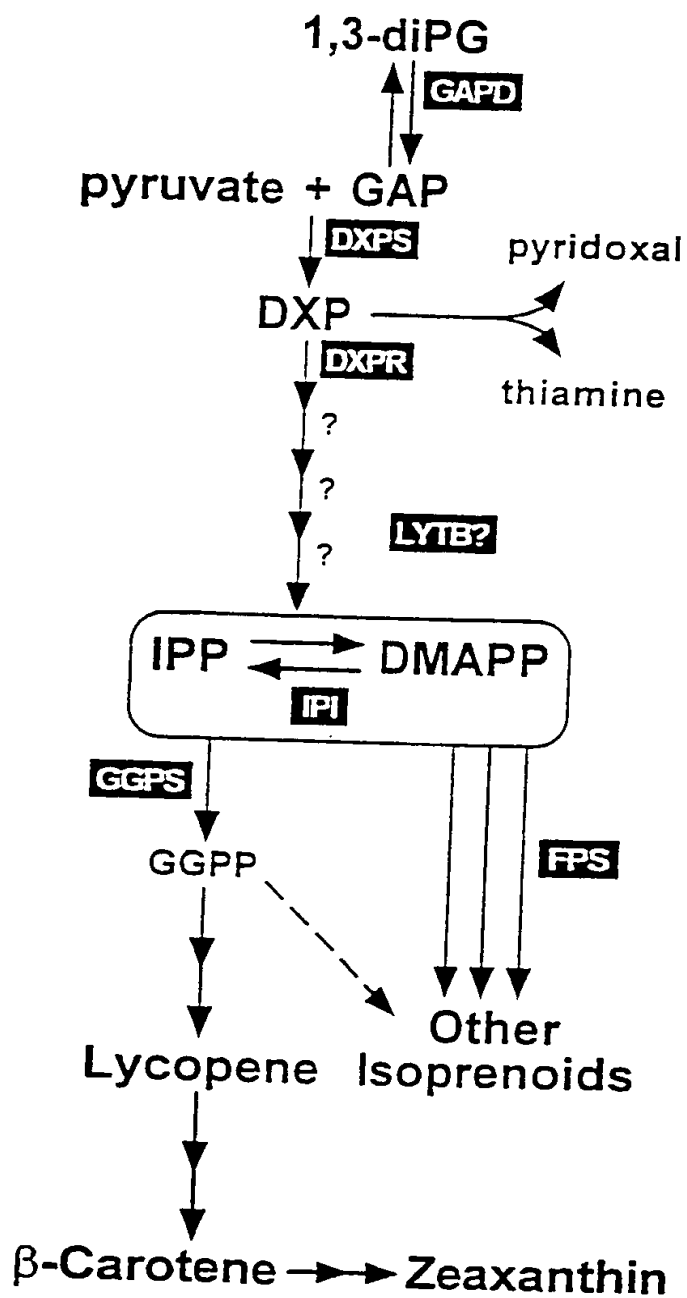 1,3-diPG
GAPD
pyruvate + GAP
DXPS
pyridoxal
DXP
DXPR
thiamine
?
?
LYTB?
?
IPP
DMAPP
IPI
GGPS
GGPP
FPS
Other
Lycopene
Isoprenoids
β-Carotene
Zeaxanthin